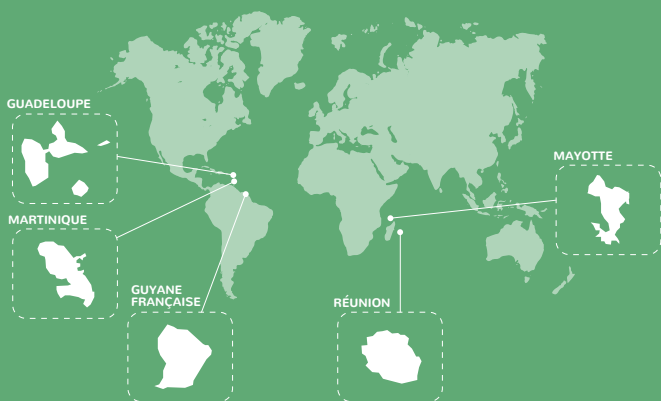 GUADELOUPE
MAYOTTE
MARTINIQUE
GUYANE
FRANÇAISE
RÉUNION